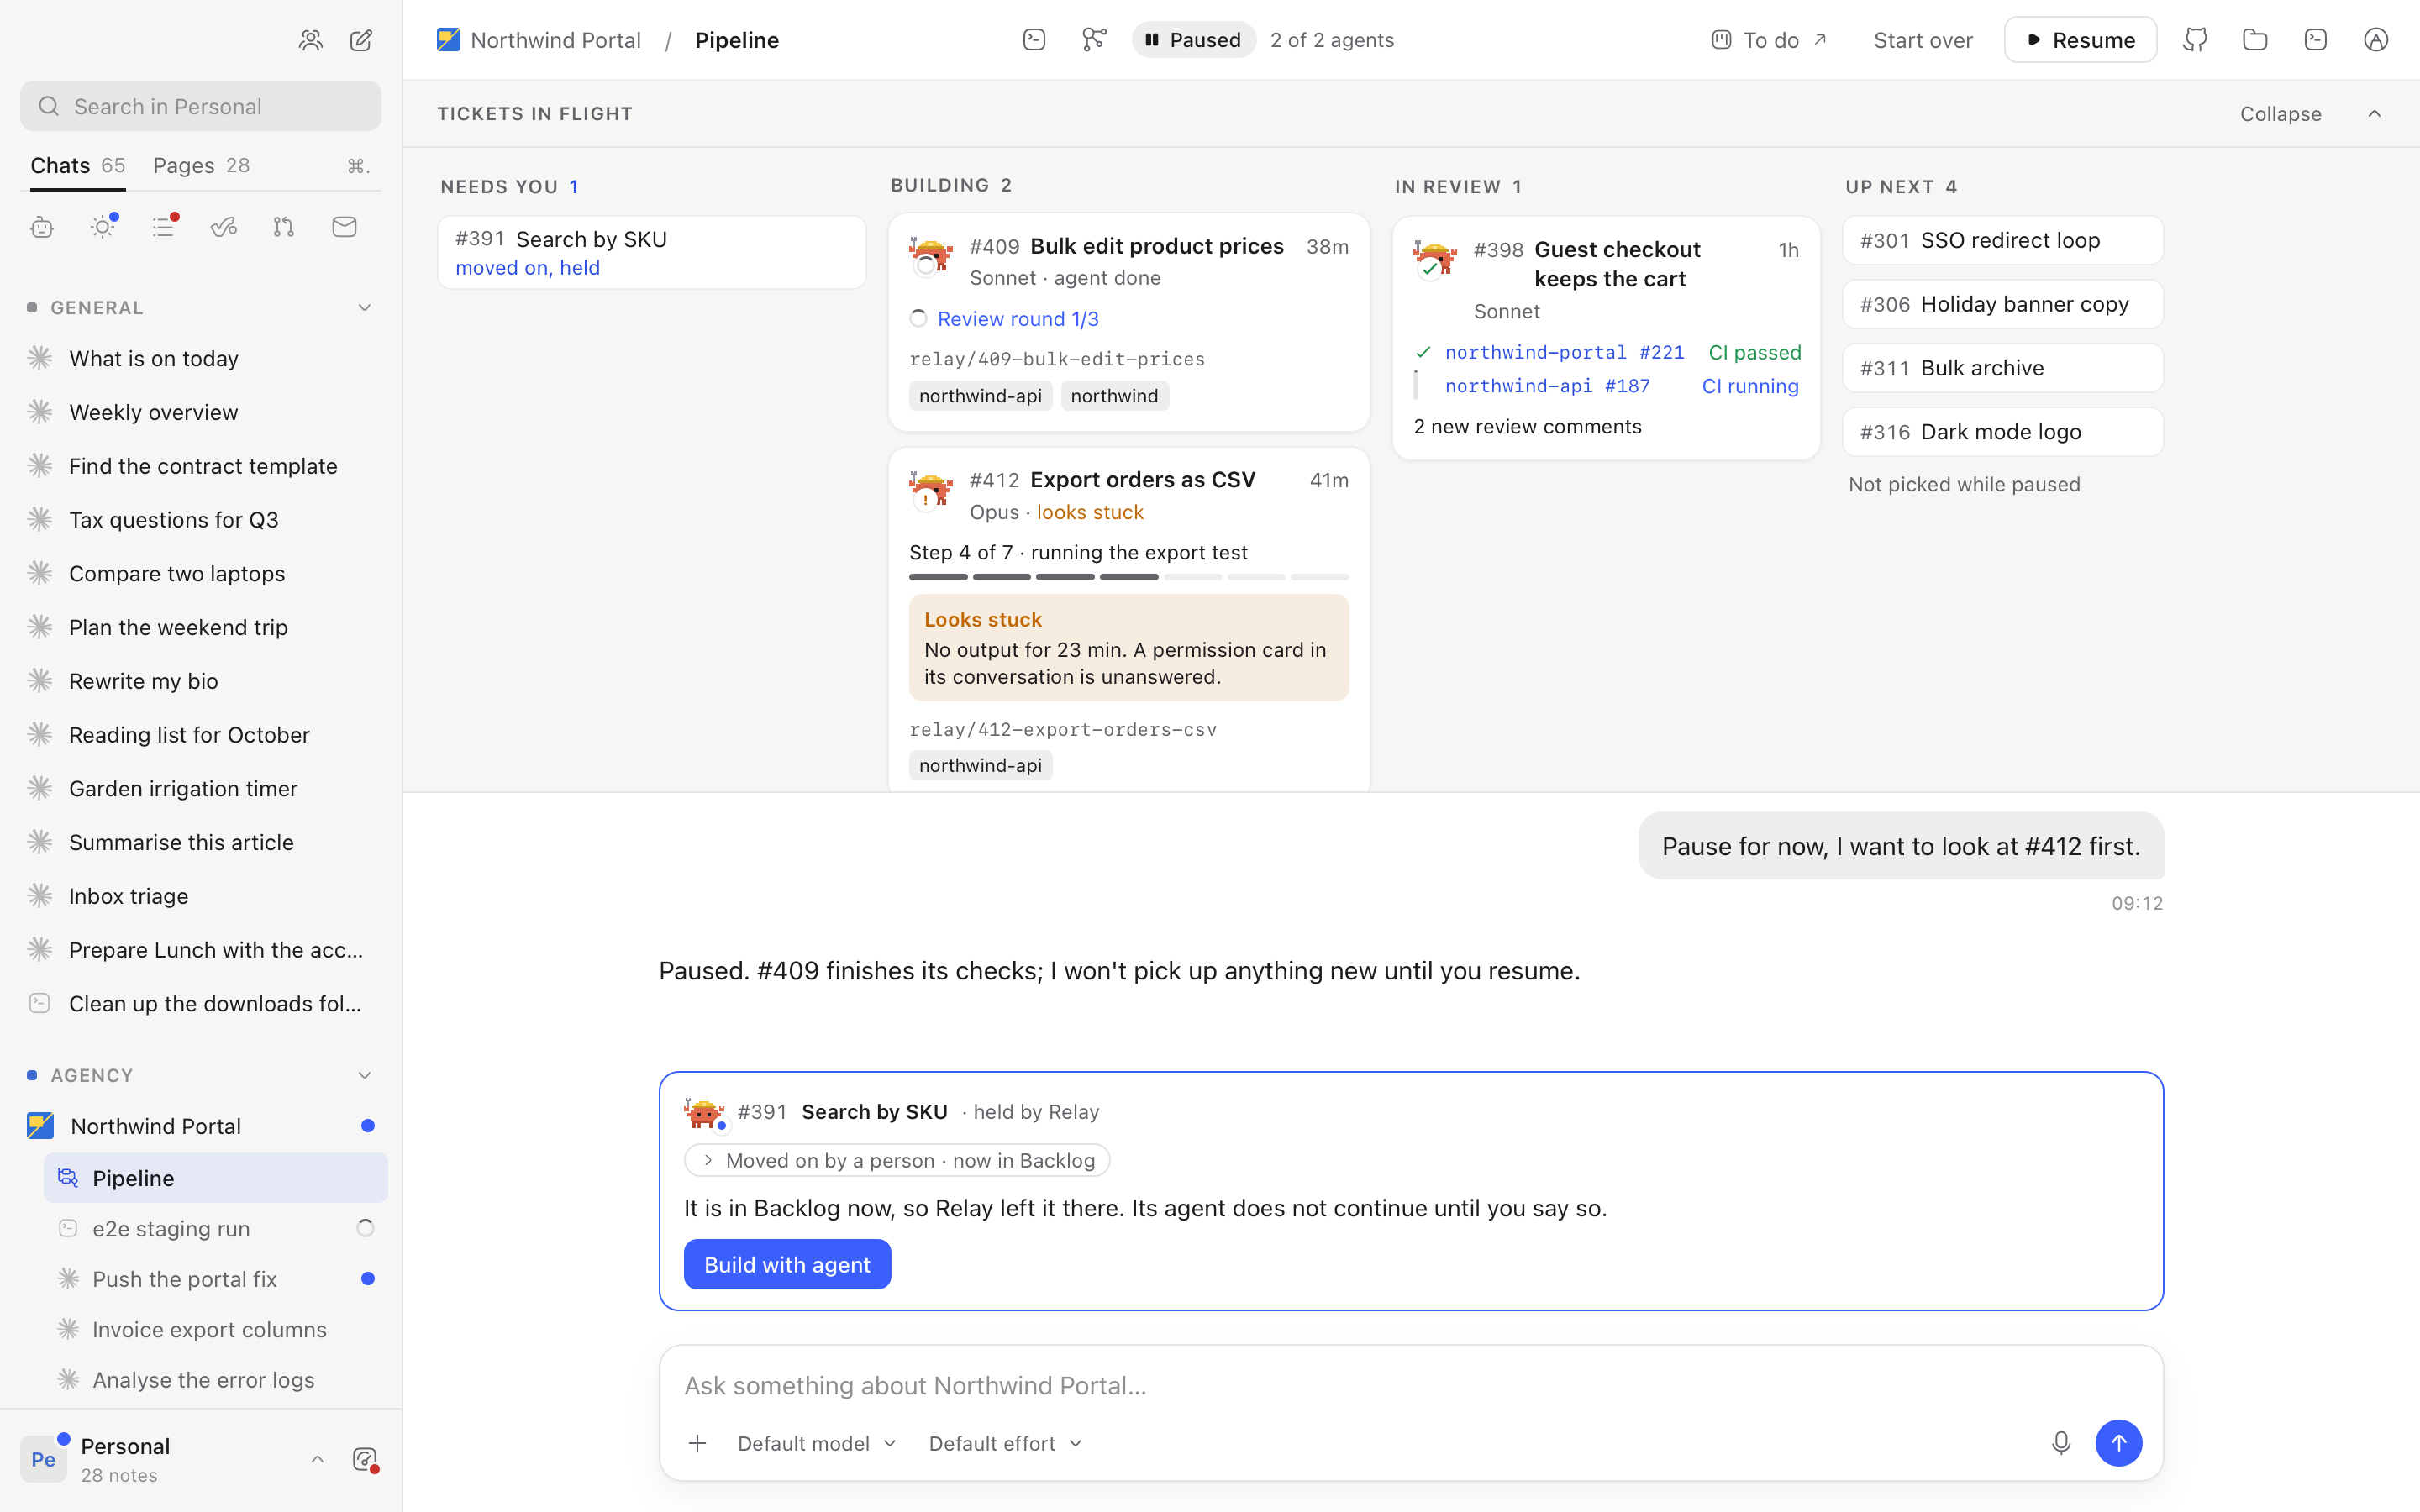 Search in Personal
Chats 65 Pages 28 ⌘.
GENERAL
What is on today
Weekly overview
Find the contract template
Tax questions for Q3
Compare two laptops
Plan the weekend trip
Rewrite my bio
Reading list for October
Garden irrigation timer
Summarise this article
Inbox triage
Prepare Lunch with the acc...
Clean up the downloads fol...
AGENCY
Northwind Portal
Pipeline
e2e staging run
Push the portal fix
Invoice export columns
Analyse the error logs
Pe
Personal
28 notes
Northwind Portal / Pipeline
Paused 2 of 2 agents
To do
Start over
Resume
TICKETS IN FLIGHT
Collapse
NEEDS YOU 1
#391 Search by SKU
moved on, held
BUILDING 2
#409 Bulk edit product prices 38m
Sonnet · agent done
Review round 1/3
relay/409-bulk-edit-prices
northwind-api northwind
#412 Export orders as CSV 41m
Opus · looks stuck
Step 4 of 7 · running the export test
Looks stuck
No output for 23 min. A permission card in
its conversation is unanswered.
relay/412-export-orders-csv
northwind-api
IN REVIEW 1
#398 Guest checkout 1h
keeps the cart
Sonnet
northwind-portal #221 CI passed
northwind-api #187 CI running
2 new review comments
UP NEXT 4
#301 SSO redirect loop
#306 Holiday banner copy
#311 Bulk archive
#316 Dark mode logo
Not picked while paused
Pause for now, I want to look at #412 first.
09:12
Paused. #409 finishes its checks; I won't pick up anything new until you resume.
#391 Search by SKU · held by Relay
Moved on by a person · now in Backlog
It is in Backlog now, so Relay left it there. Its agent does not continue until you say so.
Build with agent
Ask something about Northwind Portal...
Default model Default effort